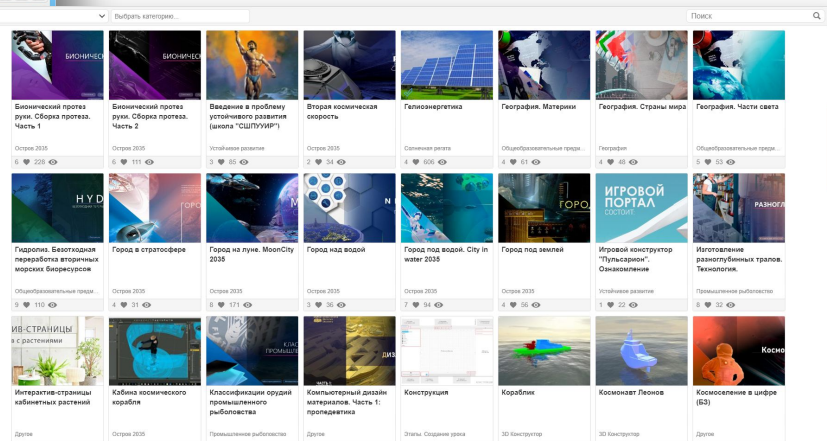 Выбрать категорию...
Поиск
БИОНИЧЕС
БИОНИЧЕСК
Бионический протез руки. Сборка протеза. Часть 1
Остров 2035
6 228
Бионический протез руки. Сборка протеза. Часть 2
Остров 2035
6 111
Введение в проблему устойчивого развития (школа "СШПУУИР")
Устойчивое развитие
3 85
Вторая космическая скорость
Остров 2035
2 34
Гелиоэнергетика
Солнечная регата
4 606
География. Материки
Общеобразовательные предм...
4 61
География. Страны мира
География
4 48
География. Части света
Общеобразовательные предм...
5 53
HYD
ГОРО
М
N
ГОРО
ИГРОВОЙ
ПОРТАЛ
СОСТОИТ:
РАЗНОГЛ
Гидролиз. Безотходная переработка вторичных морских биоресурсов
Общеобразовательные предм...
9 110
Город в стратосфере
Остров 2035
4 31
Город на луне. MoonCity 2035
Остров 2035
8 171
Город над водой
Остров 2035
3 36
Город под водой. City in water 2035
Остров 2035
7 94
Город под землей
Остров 2035
4 56
Игровой конструктор "Пульсарион". Ознакомление
Устойчивое развитие
1 22
Изготовление разноглубинных тралов. Технология.
Промышленное рыболовство
8 32
ИВ-СТРАНИЦЫ
а с растениями
КЛАС
ПРОМЫШЛЕ
ДИЗ
ЧАСТЬ 1:
Космо
Интерактив-страницы кабинетных растений
Другое
Кабина космического корабля
Остров 2035
Классификации орудий промышленного рыболовства
Промышленное рыболовство
Компьютерный дизайн материалов. Часть 1: пропедевтика
Другое
Конструкция
Этапы. Создание урока
Кораблик
3D Конструктор
Космонавт Леонов
3D Конструктор
Космоселение в цифре (БЗ)
Другое